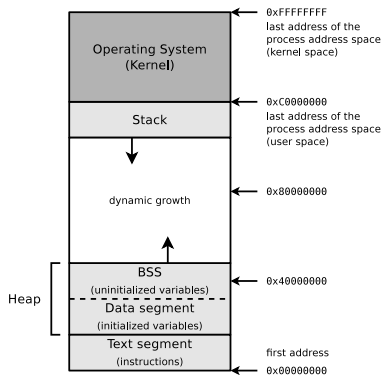 Operating System
(Kernel)
0xFFFFFFFF
last address of the
process address space
(kernel space)
0xC0000000
last address of the
process address space
(user space)
Stack
dynamic growth
0x80000000
Heap
BSS
(uninitialized variables)
0x40000000
Data segment
(initialized variables)
Text segment
(instructions)
first address
0x00000000